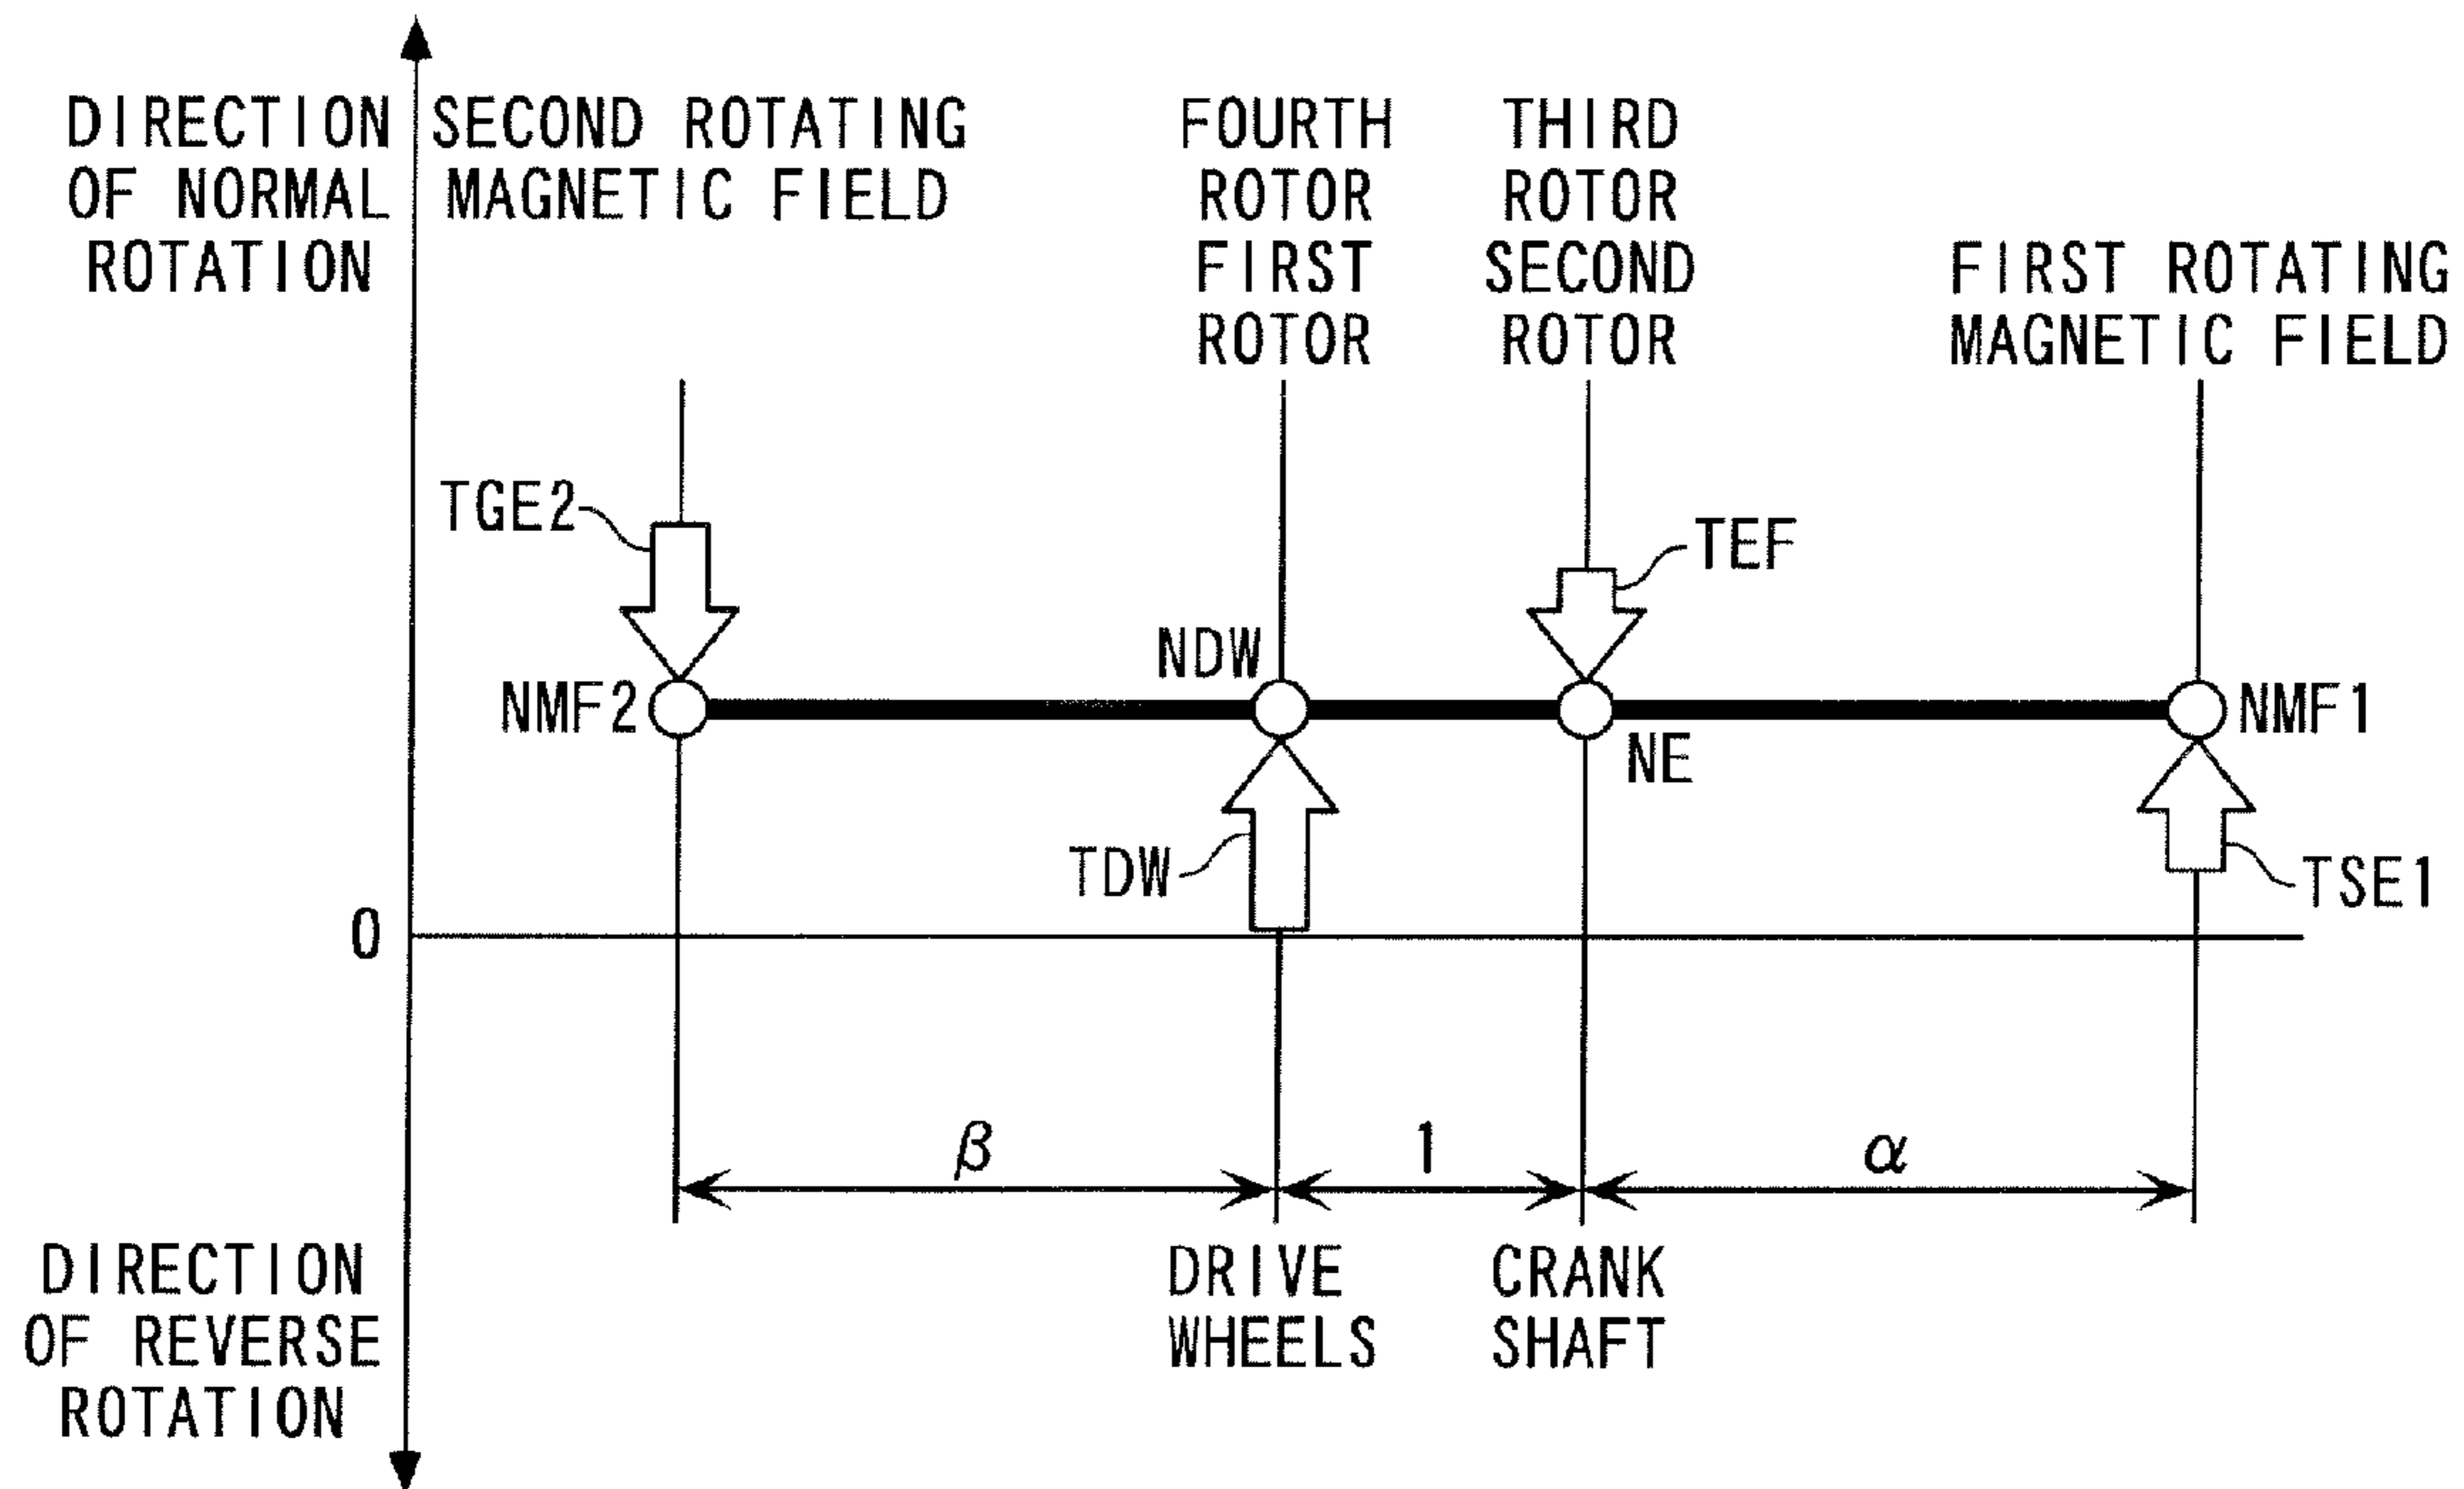 DIRECTION
OF NORMAL
ROTATION
SECOND ROTATING
MAGNETIC FIELD
FOURTH
ROTOR
FIRST
ROTOR
THIRD
ROTOR
SECOND
ROTOR
FIRST ROTATING
MAGNETIC FIELD
TGE2
TEF
NDW
NMF2
NE
NMF1
TDW
TSE1
0
β
1
α
DIRECTION
OF REVERSE
ROTATION
DRIVE
WHEELS
CRANK
SHAFT